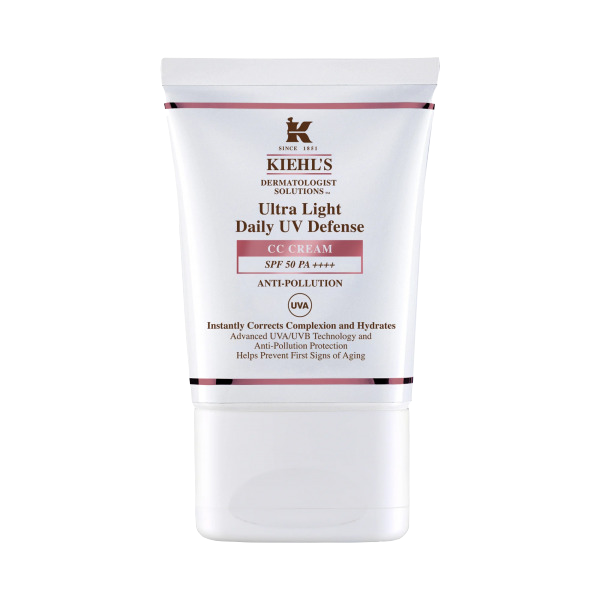 K
SINCE 1851
KIEHL'S
DERMATOLOGIST
SOLUTIONS™
Ultra Light
Daily UV Defense
CC CREAM
SPF 50 PA ++++
ANTI-POLLUTION
UVA
Instantly Corrects Complexion and Hydrates
Advanced UVA/UVB Technology and
Anti-Pollution Protection
Helps Prevent First Signs of Aging